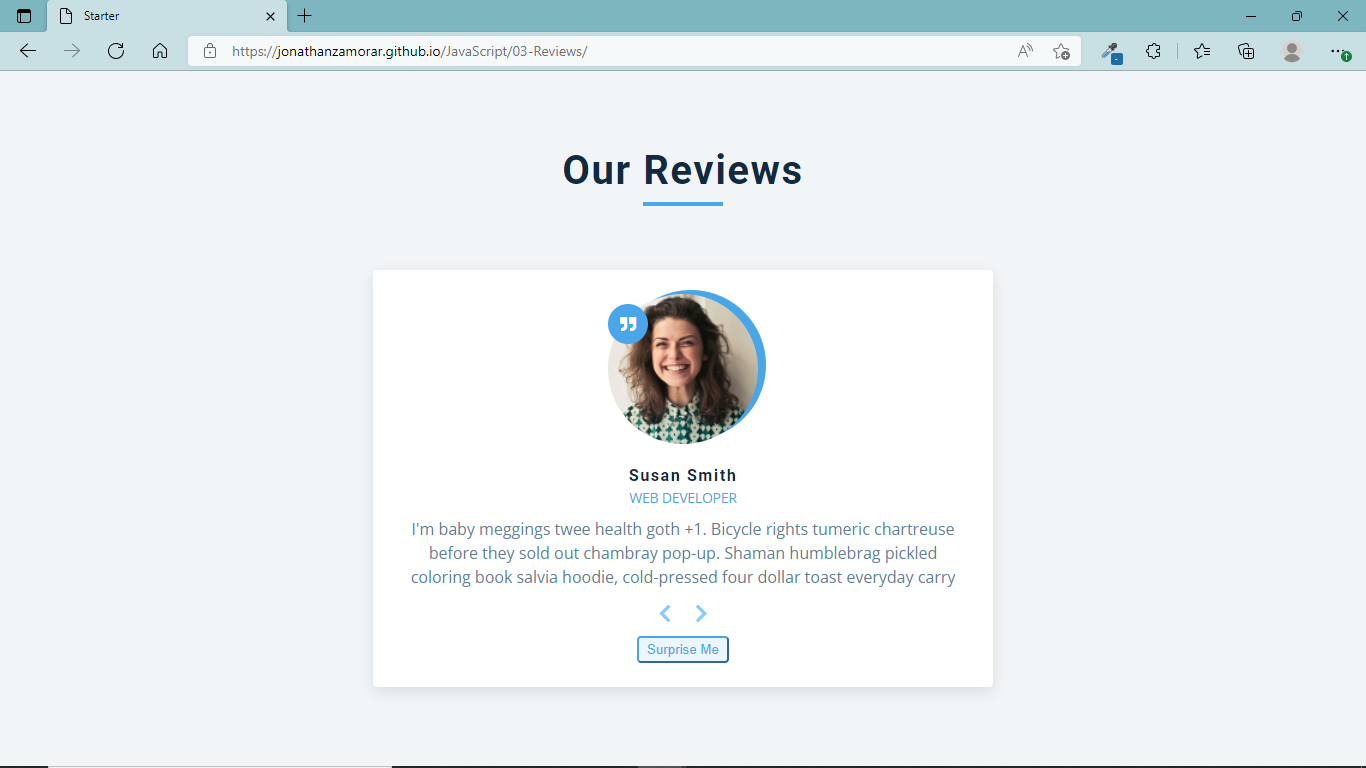 Starter
https://jonathanzamorar.github.io/JavaScript/03-Reviews/
Our Reviews
Susan Smith
WEB DEVELOPER
I'm baby meggings twee health goth +1. Bicycle rights tumeric chartreuse
before they sold out chambray pop-up. Shaman humblebrag pickled
coloring book salvia hoodie, cold-pressed four dollar toast everyday carry
Surprise Me